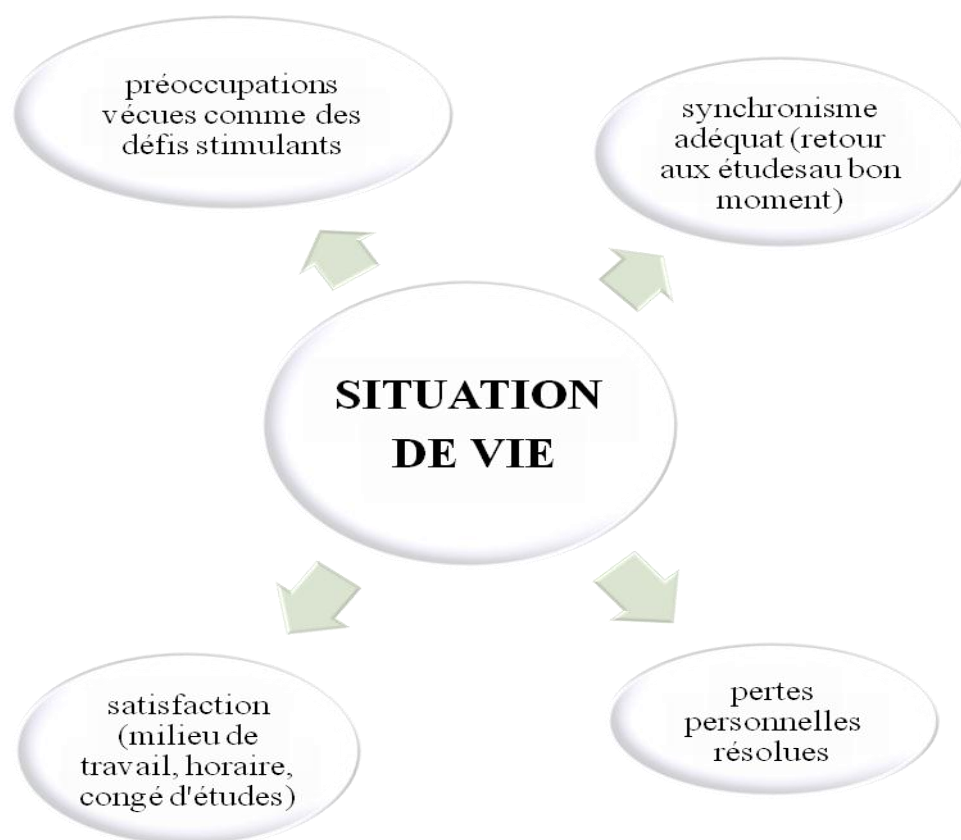 préoccupations
vécues comme des
défis stimulants
synchronisme
adéquat (retour
aux étudesau bon
moment)
SITUATION
DE VIE
satisfaction
(milieu de
travail, horaire,
congé d'études)
pertes
personnelles
résolues